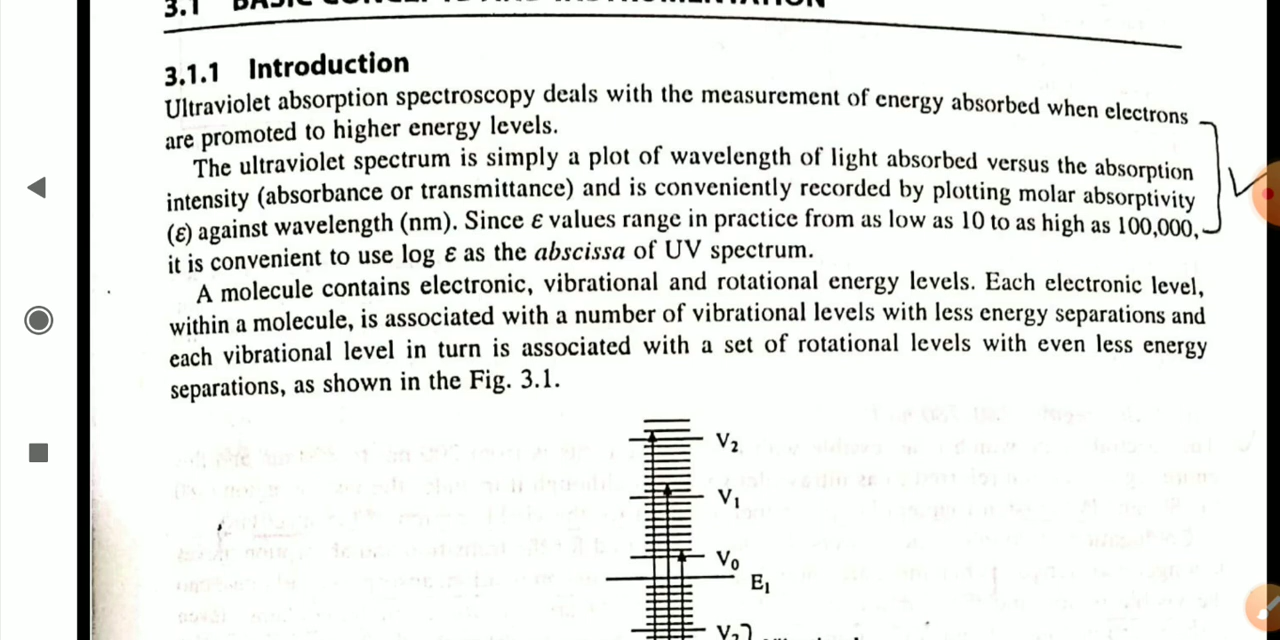 3.1
3.1.1 Introduction
Ultraviolet absorption spectroscopy deals with the measurement of energy absorbed when electrons
are promoted to higher energy levels.
The ultraviolet spectrum is simply a plot of wavelength of light absorbed versus the absorption
intensity (absorbance or transmittance) and is conveniently recorded by plotting molar absorptivity
(ε) against wavelength (nm). Since ε values range in practice from as low as 10 to as high as 100,000,
it is convenient to use log ε as the abscissa of UV spectrum.
A molecule contains electronic, vibrational and rotational energy levels. Each electronic level,
within a molecule, is associated with a number of vibrational levels with less energy separations and
each vibrational level in turn is associated with a set of rotational levels with even less energy
separations, as shown in the Fig. 3.1.
V₂
V₁
V₀
E₁